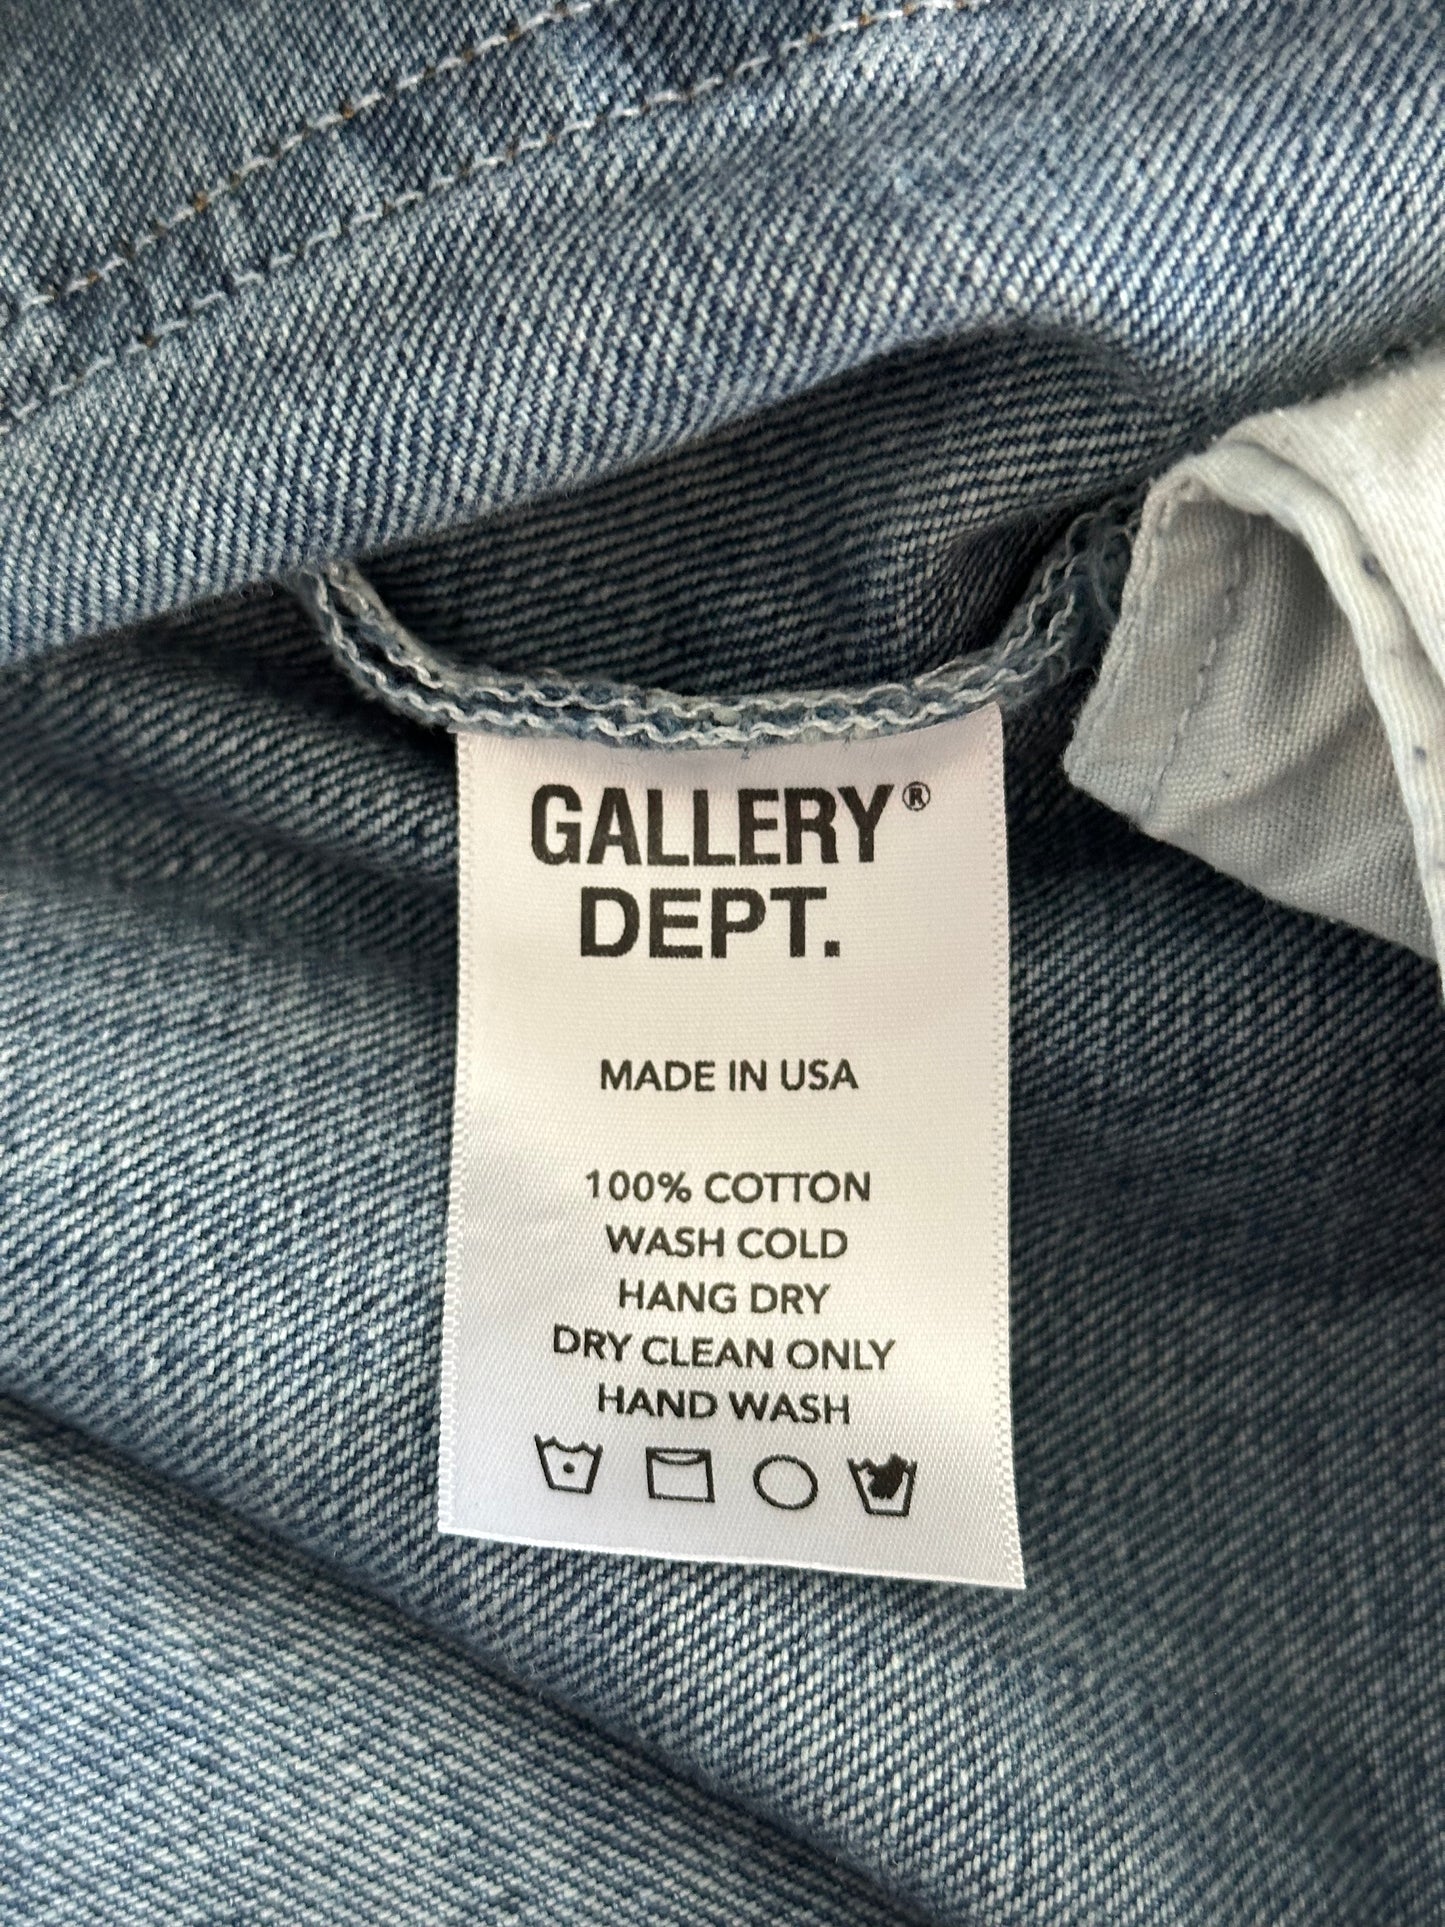 GALLERY®
DEPT.
MADE IN USA
100% COTTON
WASH COLD
HANG DRY
DRY CLEAN ONLY
HAND WASH